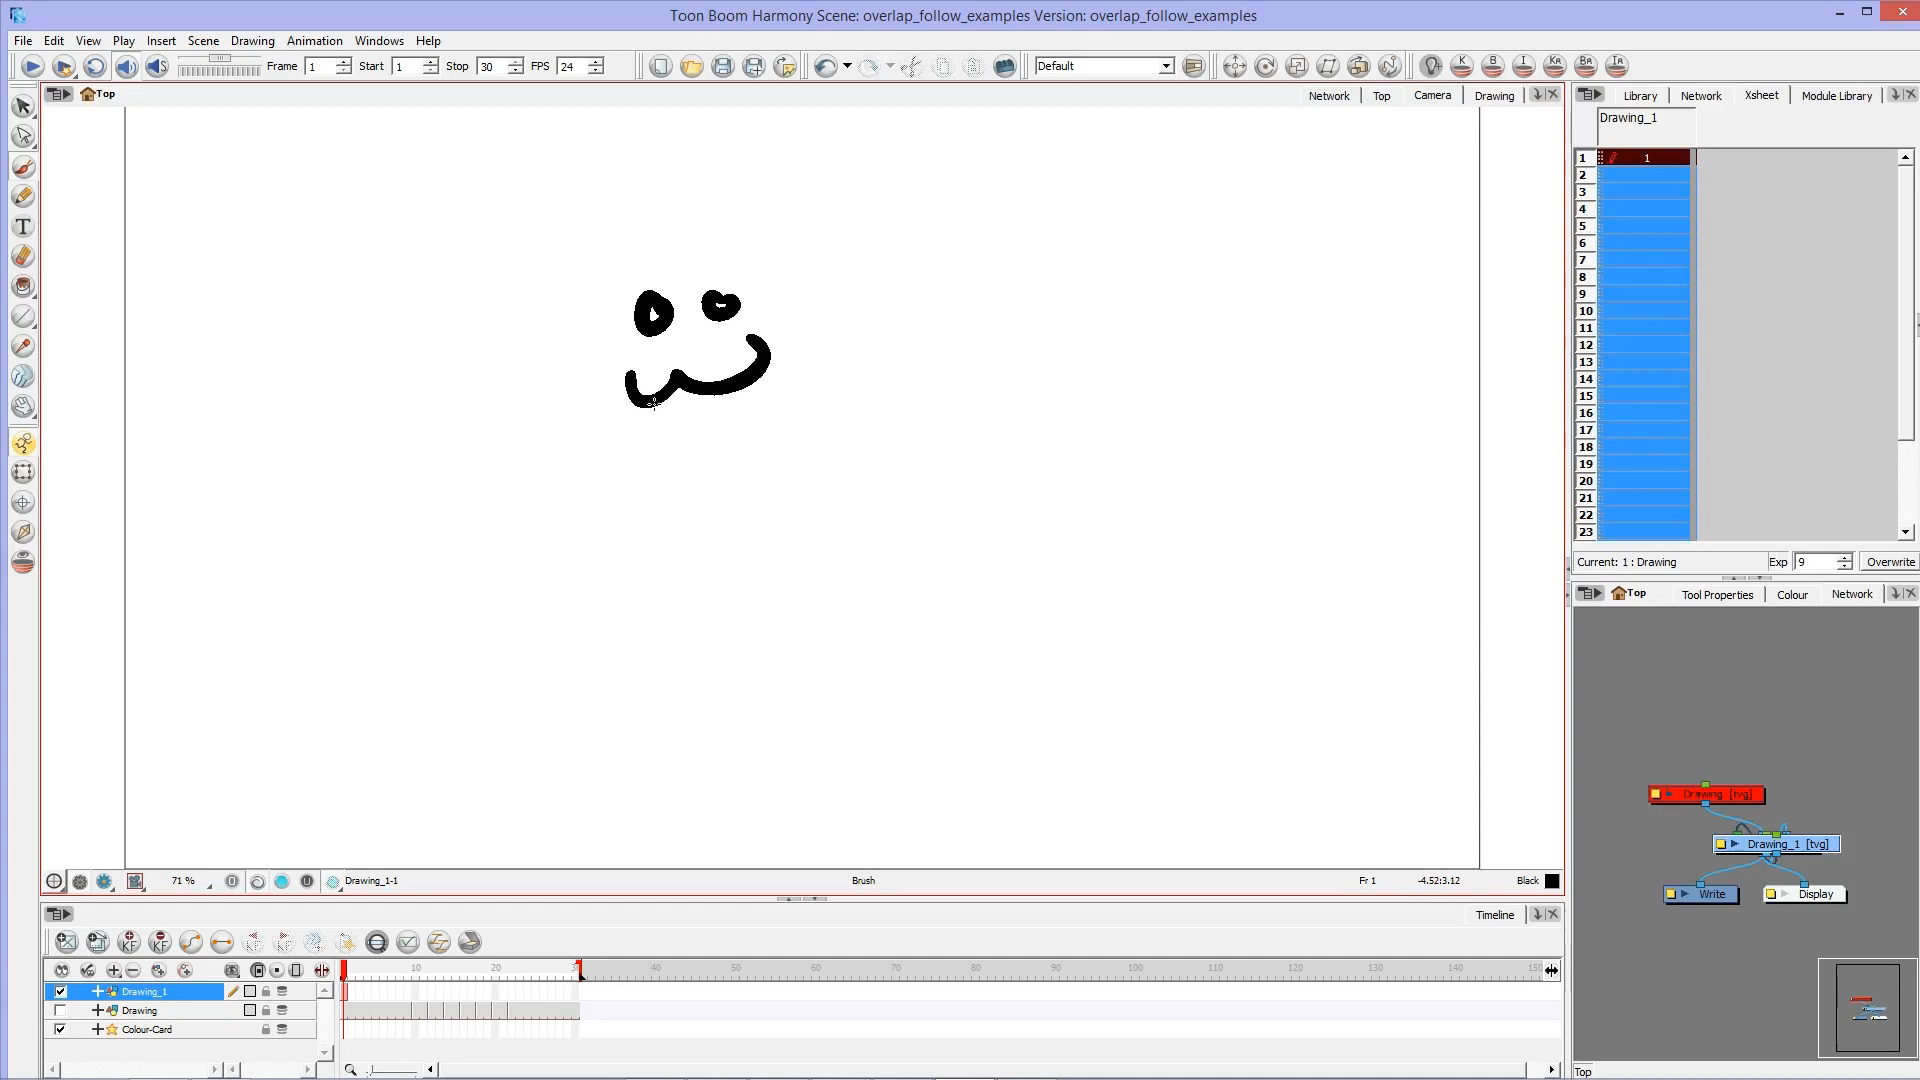 Toon Boom Harmony Scene: overlap_follow_examples Version: overlap_follow_examples
File Edit View Play Insert Scene Drawing Animation Windows Help
Frame 1 Start 1 Stop 30 FPS 24 Default K B I KR BR IR
Top Network Top Camera Drawing Library Network Xsheet Module Library
Drawing_1
1 1
2
3
4
5
6
7
8
9
10
11
12
13
14
15
16
17
18
19
20
21
22
23
Current: 1 : Drawing Exp 9 Overwrite
Top Tool Properties Colour Network
Drawing [tvg]
Drawing_1 [tvg]
Write Display
71 % Drawing_1-1 Brush Fr 1 -4.52:3.12 Black
Timeline
10 20 40 50 60 70 80 90 100 110 120 130 140
Drawing_1
Drawing
Colour-Card
Top